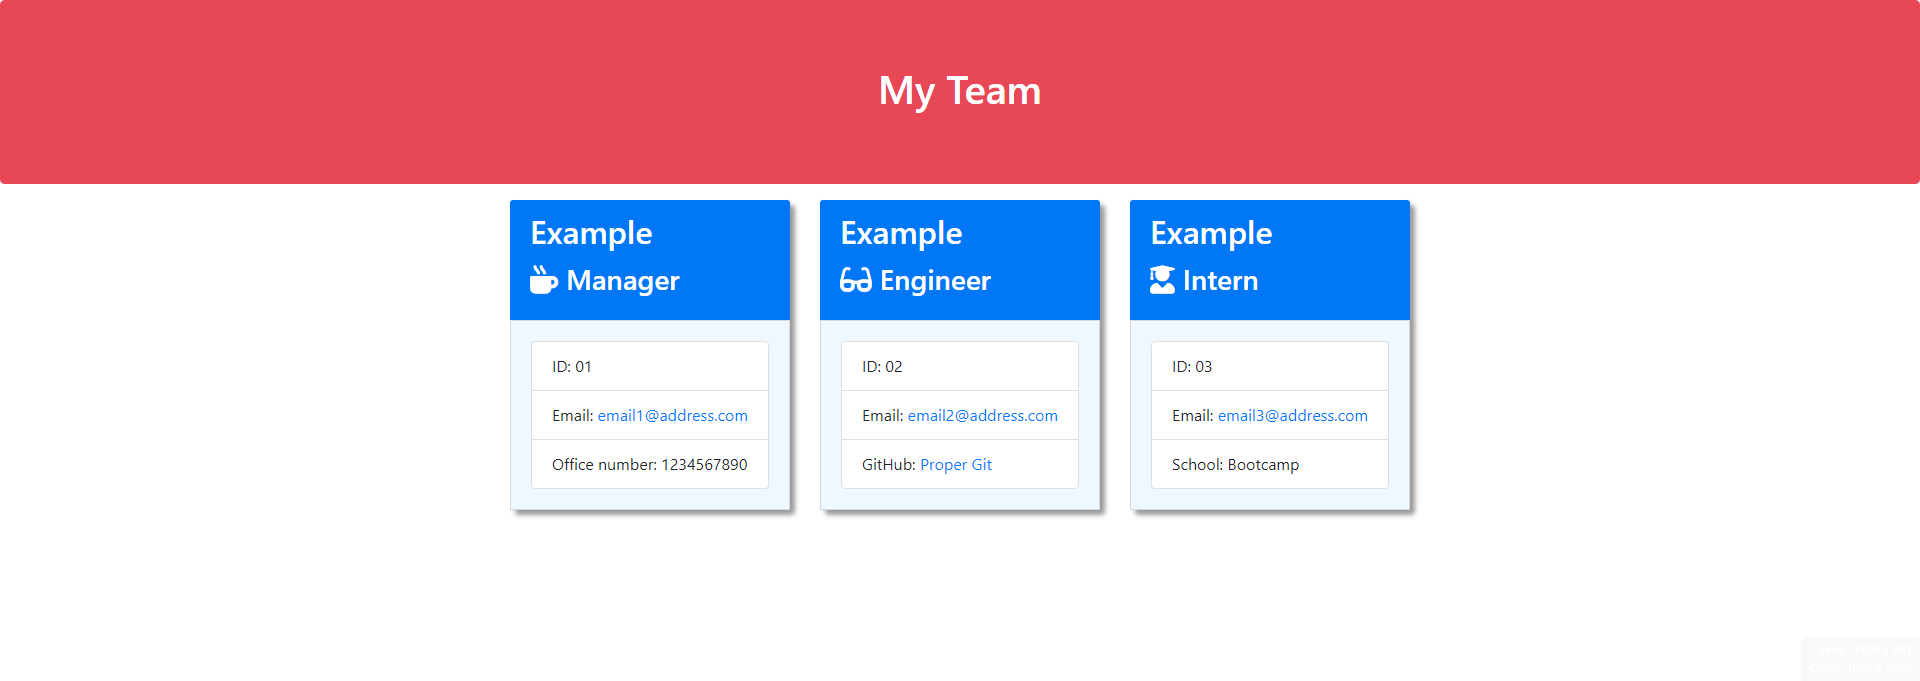 My Team
Example
Manager
ID: 01
Email: email1@address.com
Office number: 1234567890
Example
Engineer
ID: 02
Email: email2@address.com
GitHub: Proper Git
Example
Intern
ID: 03
Email: email3@address.com
School: Bootcamp